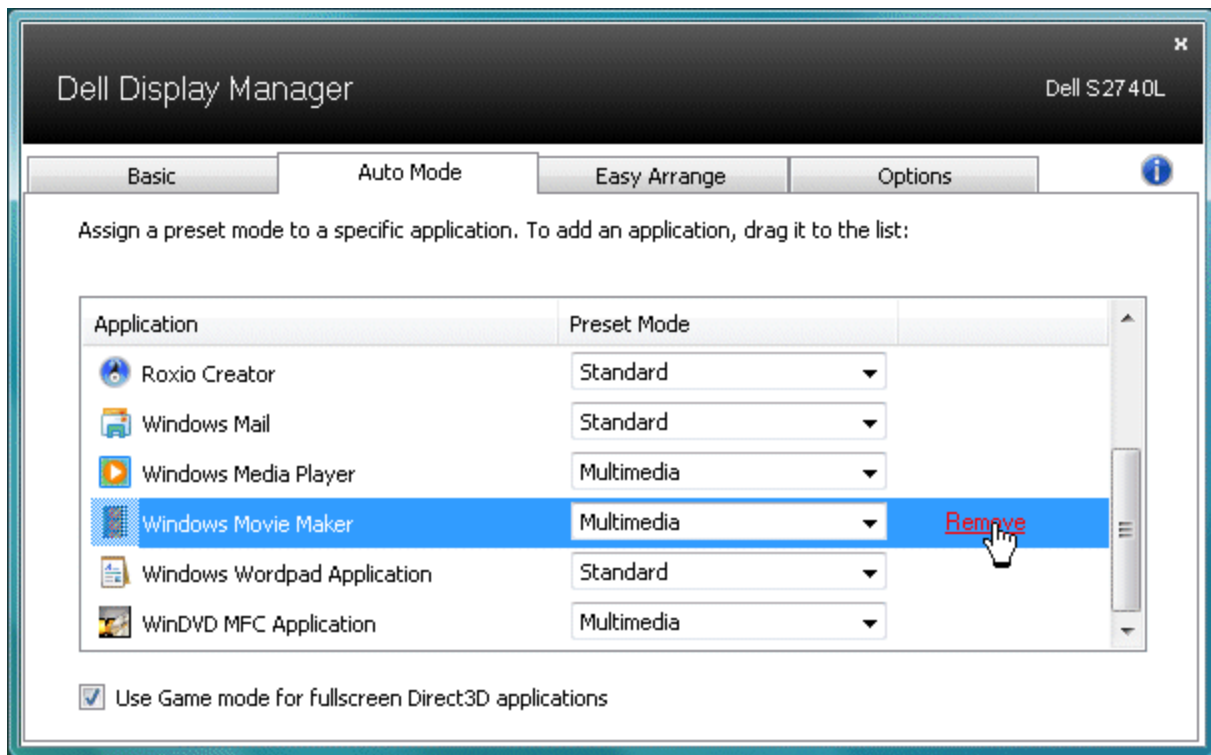 Dell Display Manager
Dell S2740L
Basic
Auto Mode
Easy Arrange
Options
Assign a preset mode to a specific application. To add an application, drag it to the list:
Application Preset Mode
Roxio Creator Standard
Windows Mail Standard
Windows Media Player Multimedia
Windows Movie Maker Multimedia Remove
Windows Wordpad Application Standard
WinDVD MFC Application Multimedia
Use Game mode for fullscreen Direct3D applications